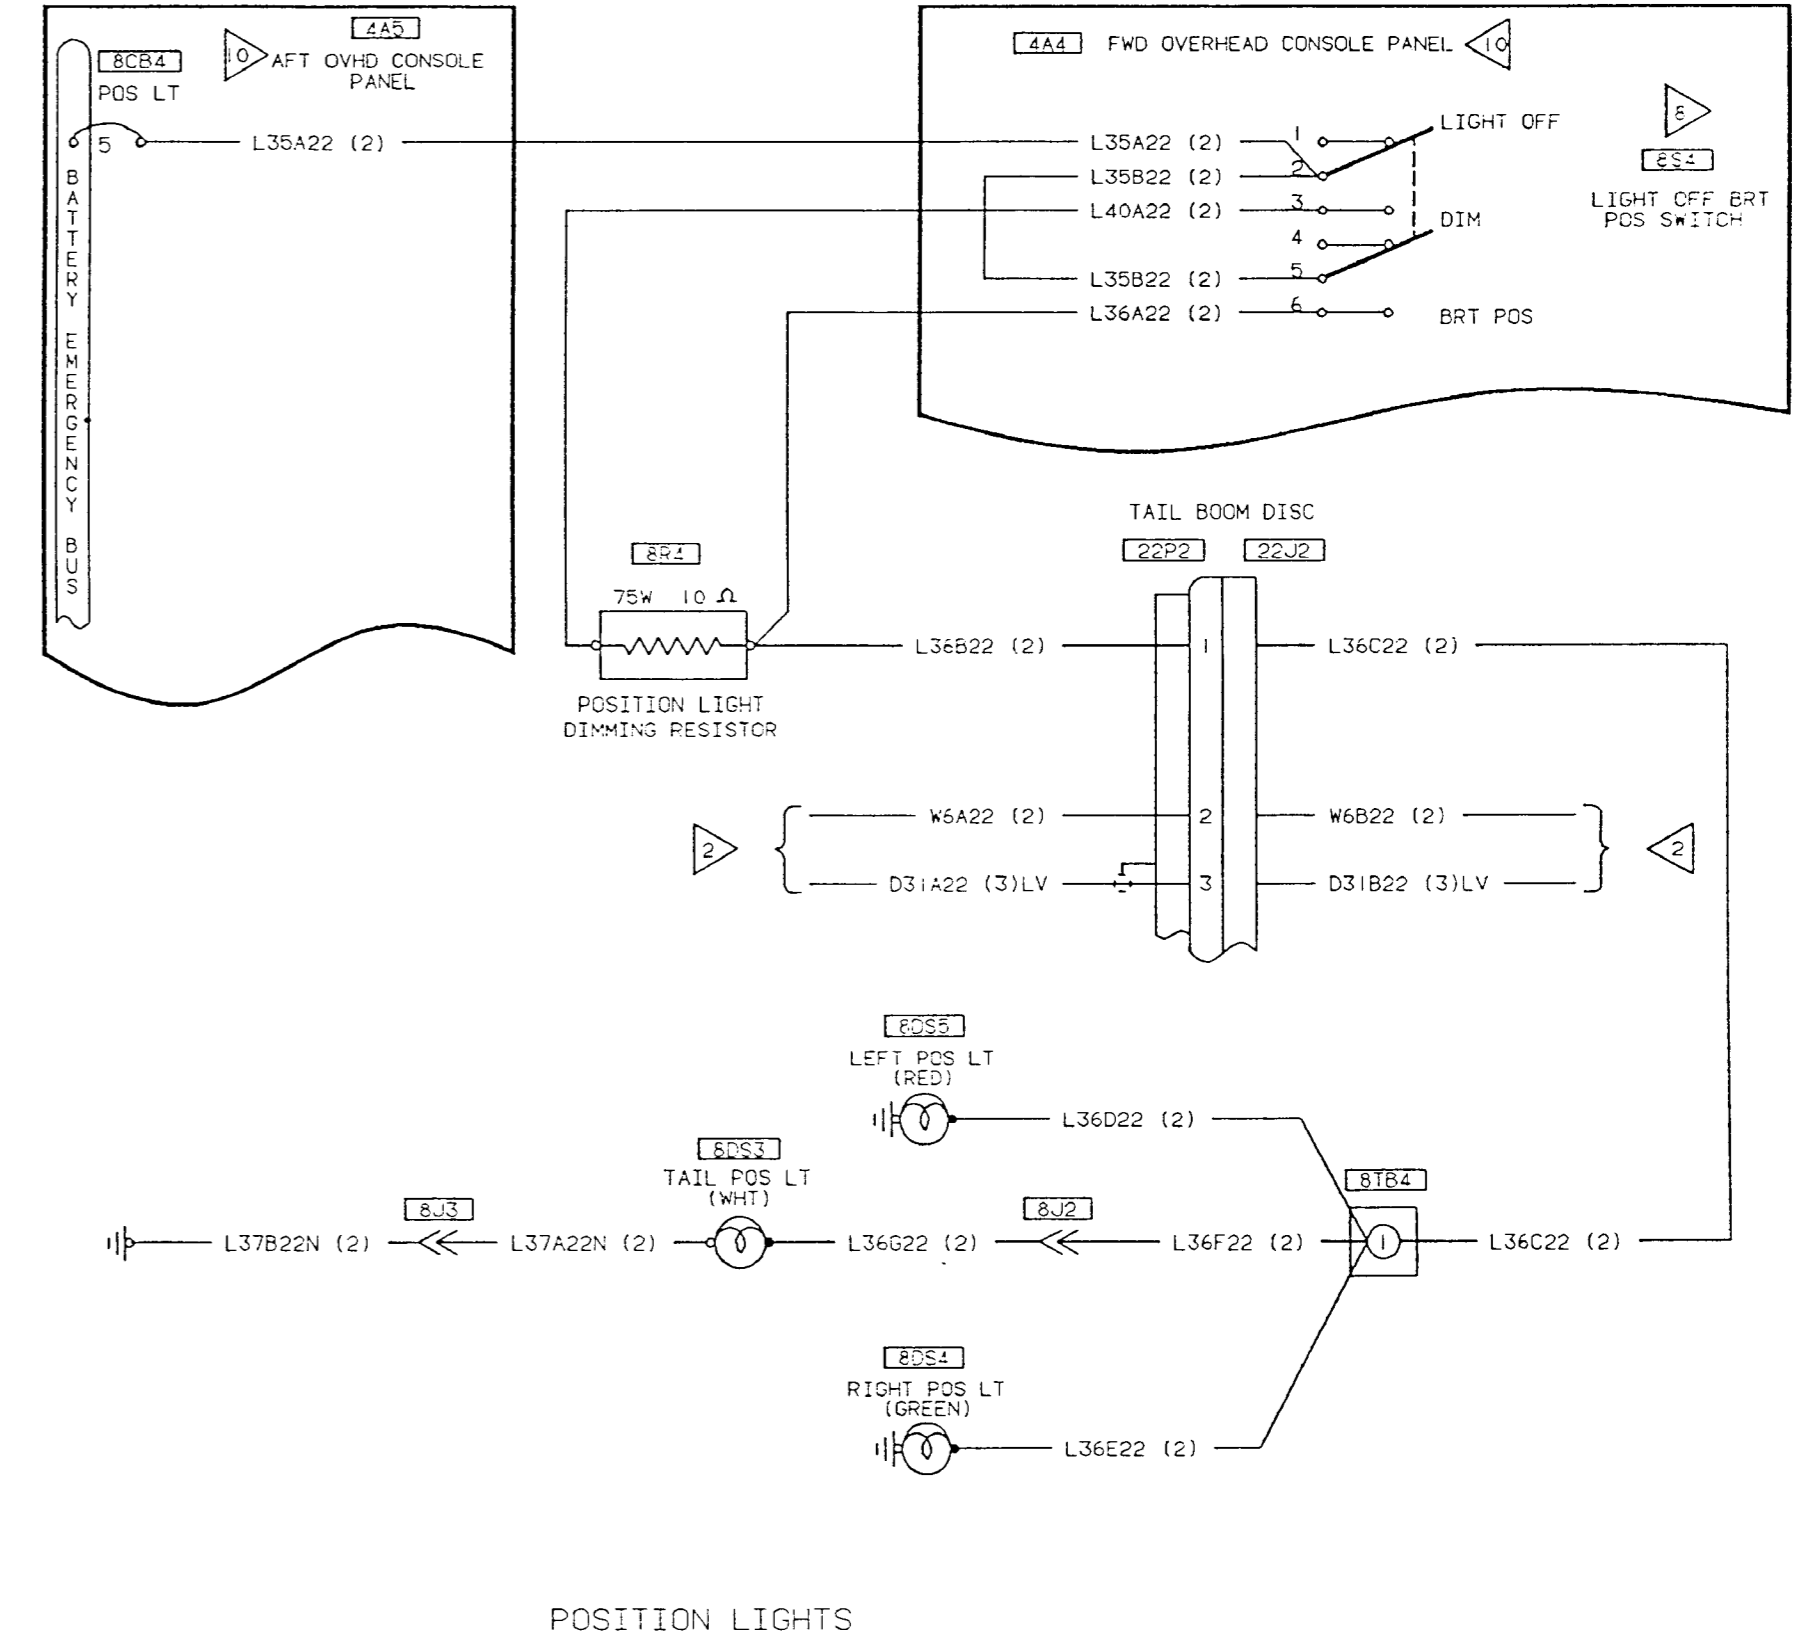 4A5
10
AFT OVHD CONSOLE
PANEL
8CB4
POS LT
5
L35A22 (2)
BATTERY EMERGENCY BUS
4A4
FWD OVERHEAD CONSOLE PANEL
10
8
8S4
LIGHT OFF BRT
POS SWITCH
L35A22 (2)
1
LIGHT OFF
L35B22 (2)
2
L40A22 (2)
3
DIM
4
L35B22 (2)
5
L36A22 (2)
6
BRT POS
TAIL BOOM DISC
22P2
22J2
8R4
75W 10 Ω
POSITION LIGHT
DIMMING RESISTOR
L36B22 (2)
1
L36C22 (2)
2
W6A22 (2)
2
W6B22 (2)
2
D31A22 (3)LV
3
D31B22 (3)LV
8DS5
LEFT POS LT
(RED)
L36D22 (2)
8DS3
TAIL POS LT
(WHT)
8J3
8J2
8TB4
L37B22N (2)
L37A22N (2)
L36G22 (2)
L36F22 (2)
1
L36C22 (2)
8DS4
RIGHT POS LT
(GREEN)
L36E22 (2)
POSITION LIGHTS